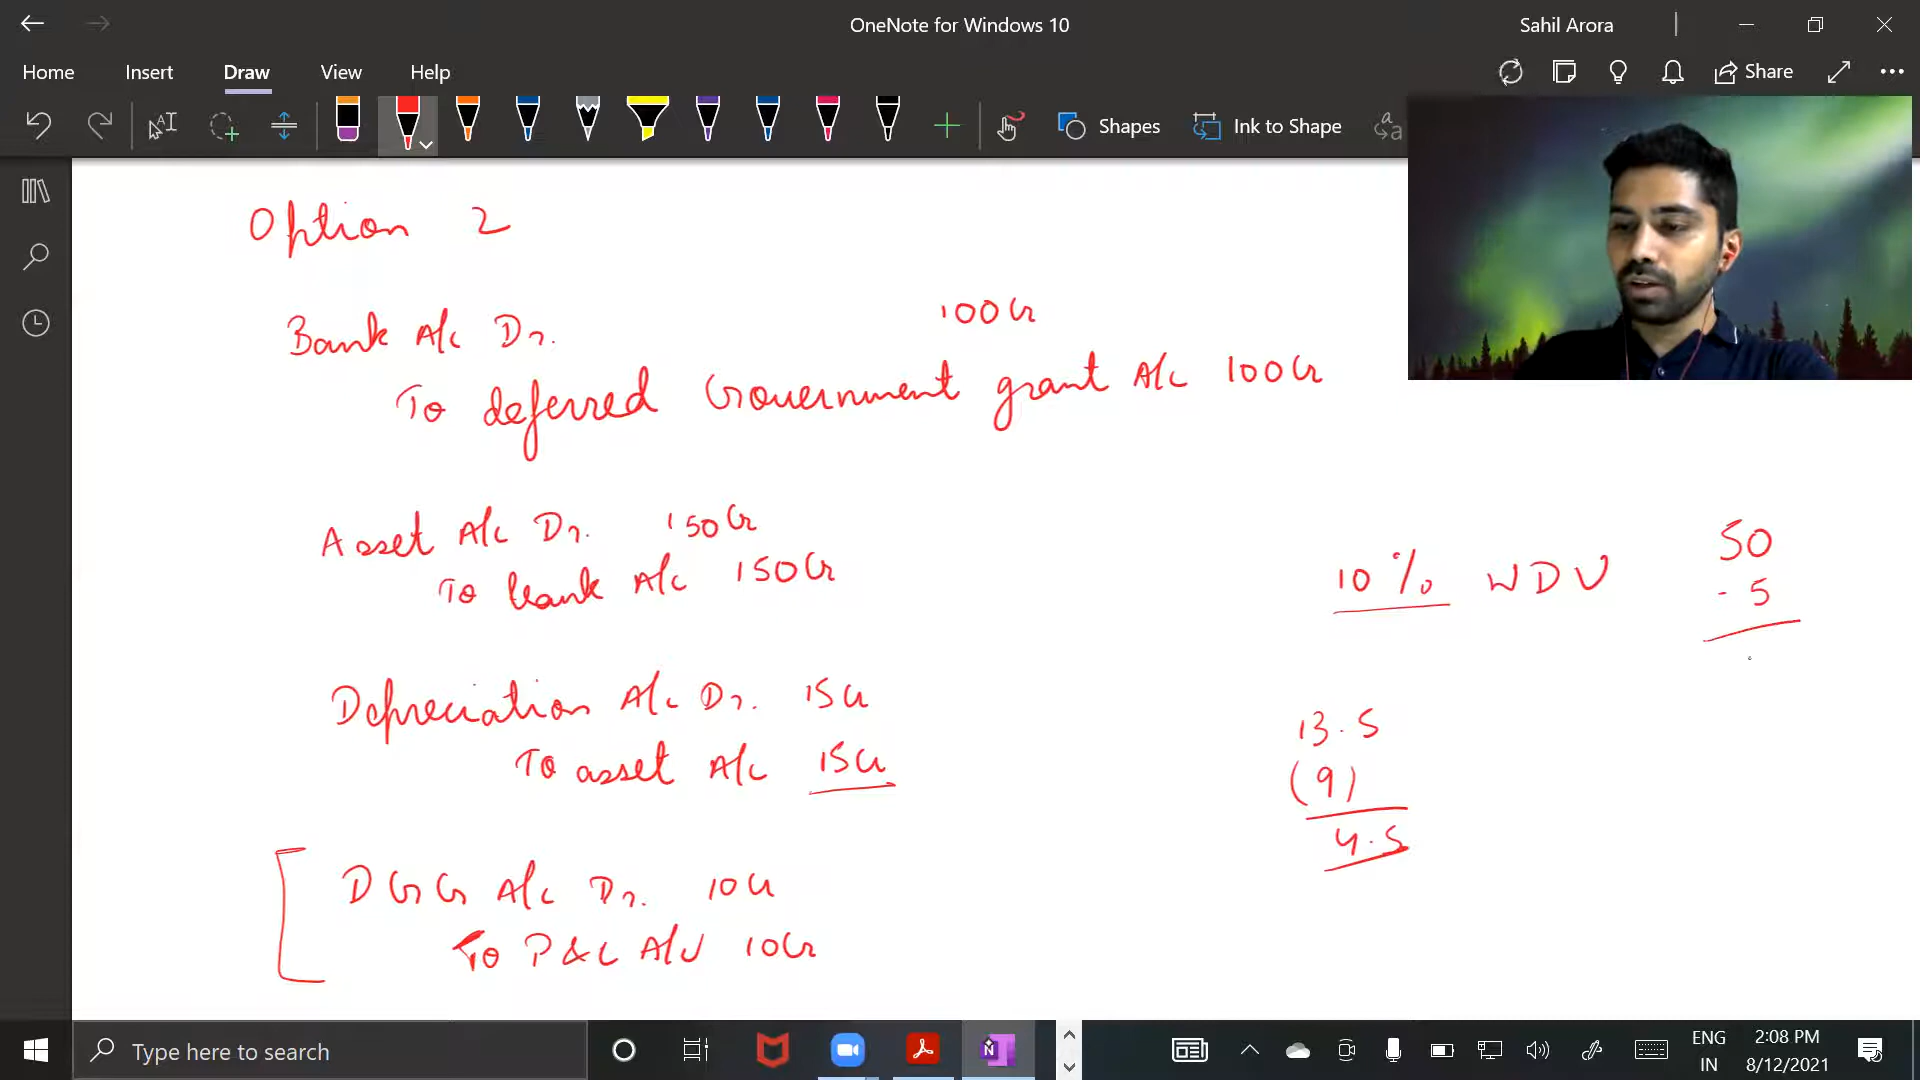 OneNote for Windows 10
Sahil Arora
Home Insert Draw View Help
Share
Shapes Ink to Shape
Option 2
Bank A/c Dr. 100Cr
To deferred Government grant A/c 100Cr
Asset A/c Dr. 150Cr
To bank A/c 150Cr
Depreciation A/c Dr. 15Cr
To asset A/c 15Cr
DGG A/c Dr. 10Cr
To P&L A/c 10Cr
10% WDV
50
- 5
13.5
(9)
4.5
Type here to search
ENG
IN
2:08 PM
8/12/2021